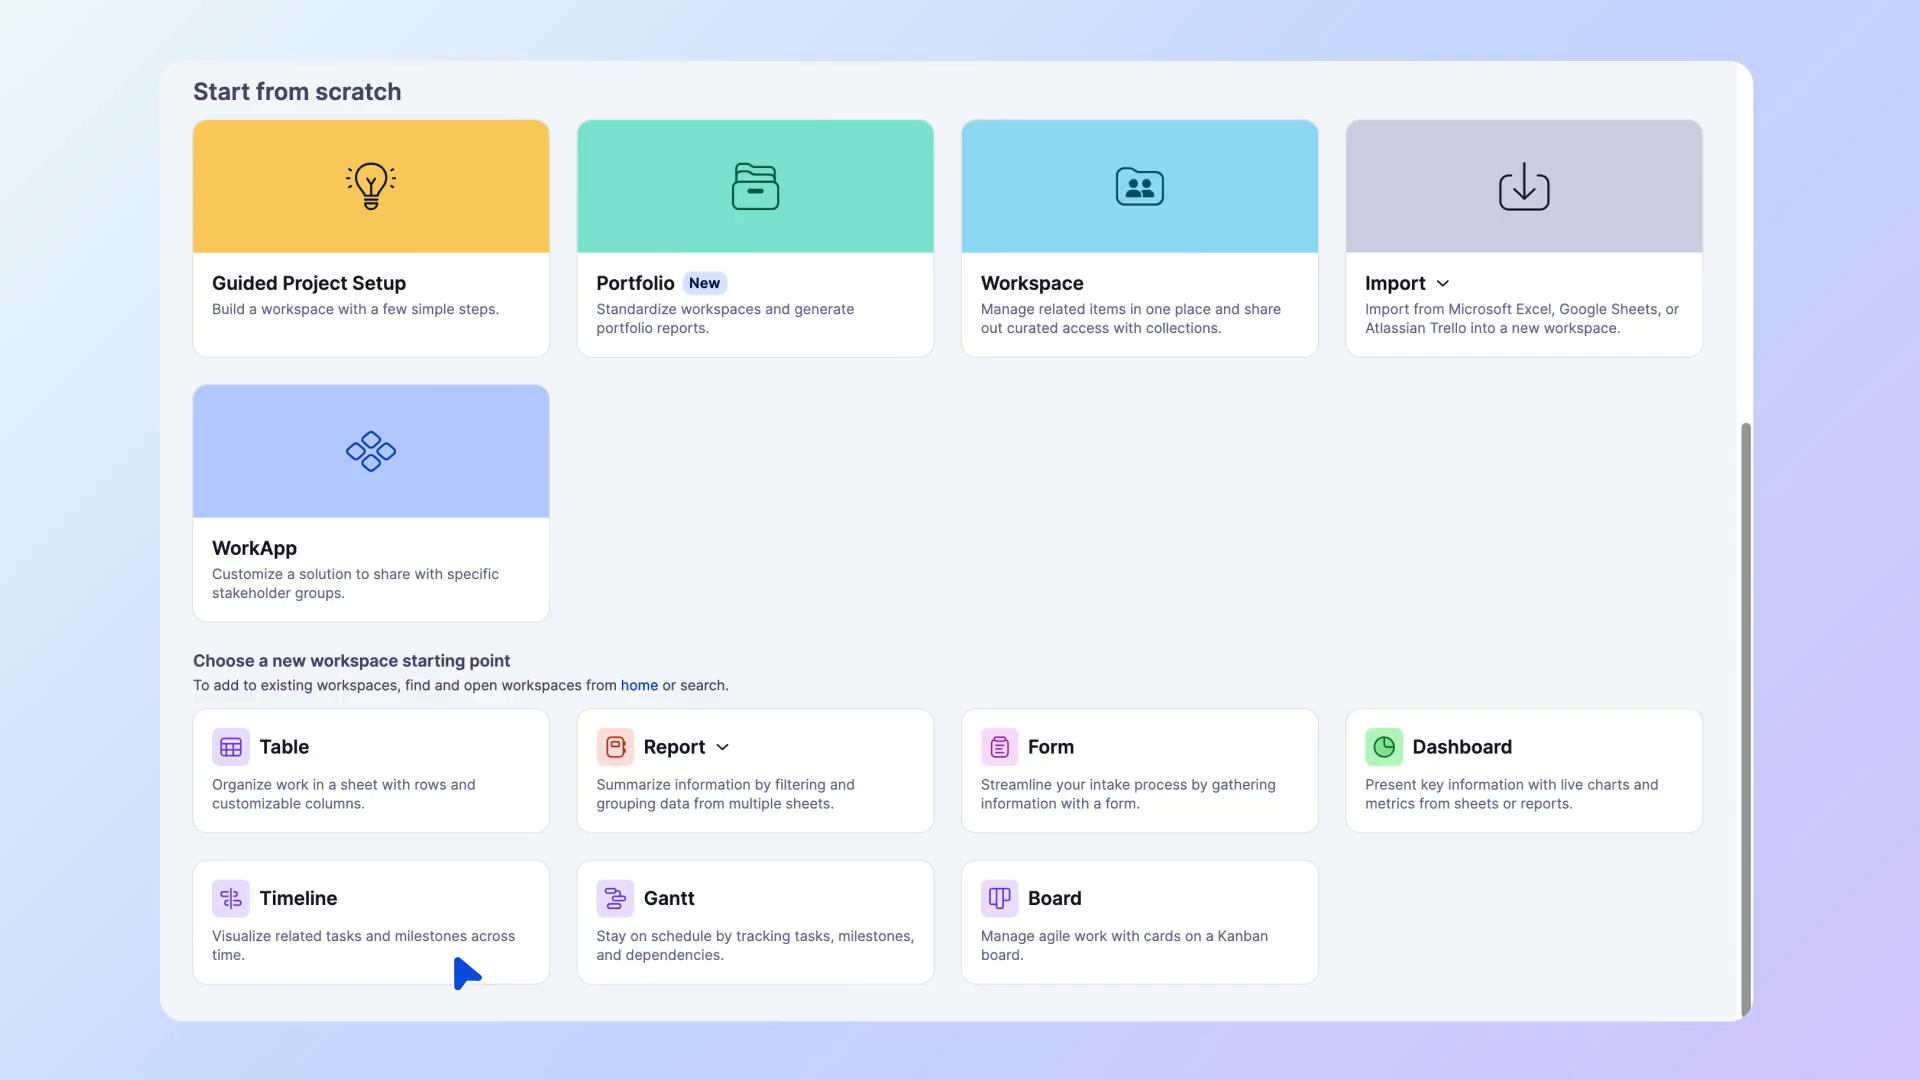 Start from scratch
Guided Project Setup
Build a workspace with a few simple steps.
Portfolio New
Standardize workspaces and generate
portfolio reports.
Workspace
Manage related items in one place and share
out curated access with collections.
Import
Import from Microsoft Excel, Google Sheets, or
Atlassian Trello into a new workspace.
WorkApp
Customize a solution to share with specific
stakeholder groups.
Choose a new workspace starting point
To add to existing workspaces, find and open workspaces from home or search.
Table
Organize work in a sheet with rows and
customizable columns.
Report
Summarize information by filtering and
grouping data from multiple sheets.
Form
Streamline your intake process by gathering
information with a form.
Dashboard
Present key information with live charts and
metrics from sheets or reports.
Timeline
Visualize related tasks and milestones across
time.
Gantt
Stay on schedule by tracking tasks, milestones,
and dependencies.
Board
Manage agile work with cards on a Kanban
board.